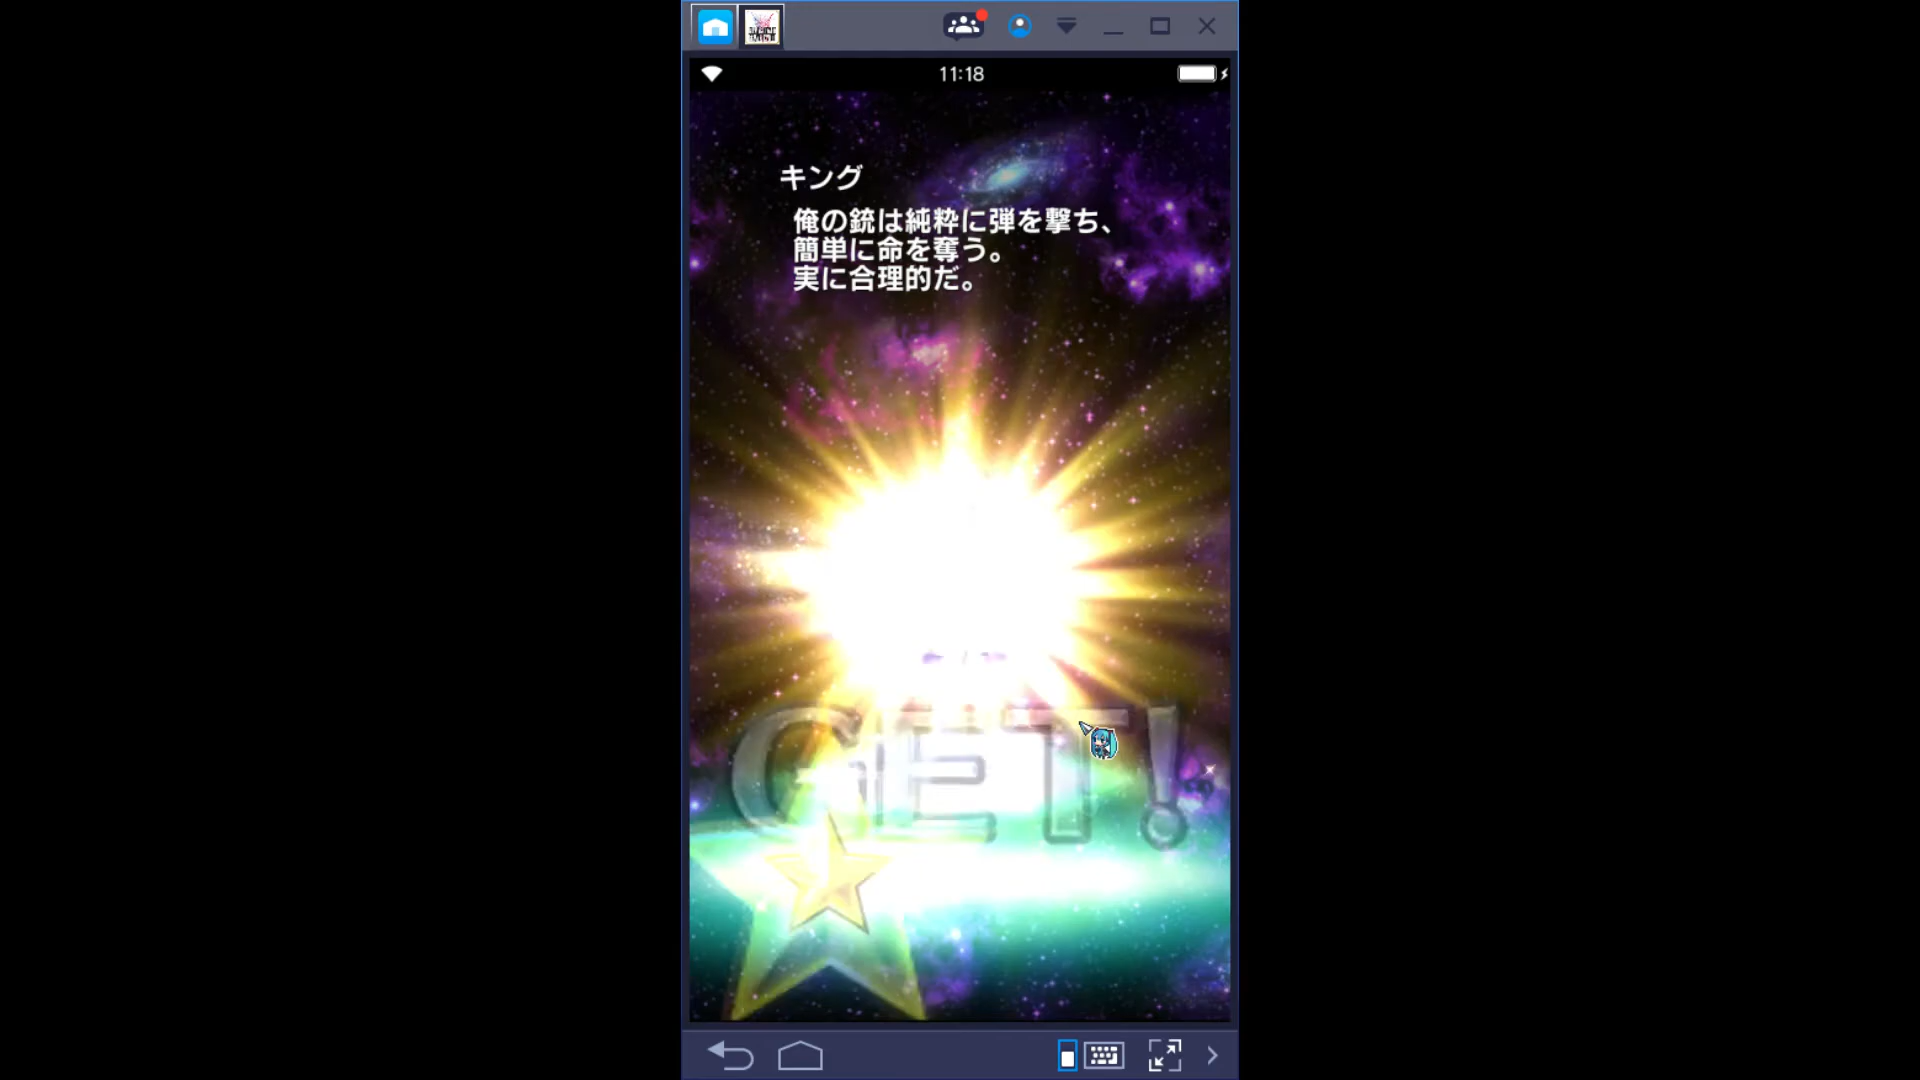 11:18
キング
俺の銃は純粋に弾を撃ち、
簡単に命を奪う。
実に合理的だ。
GET!